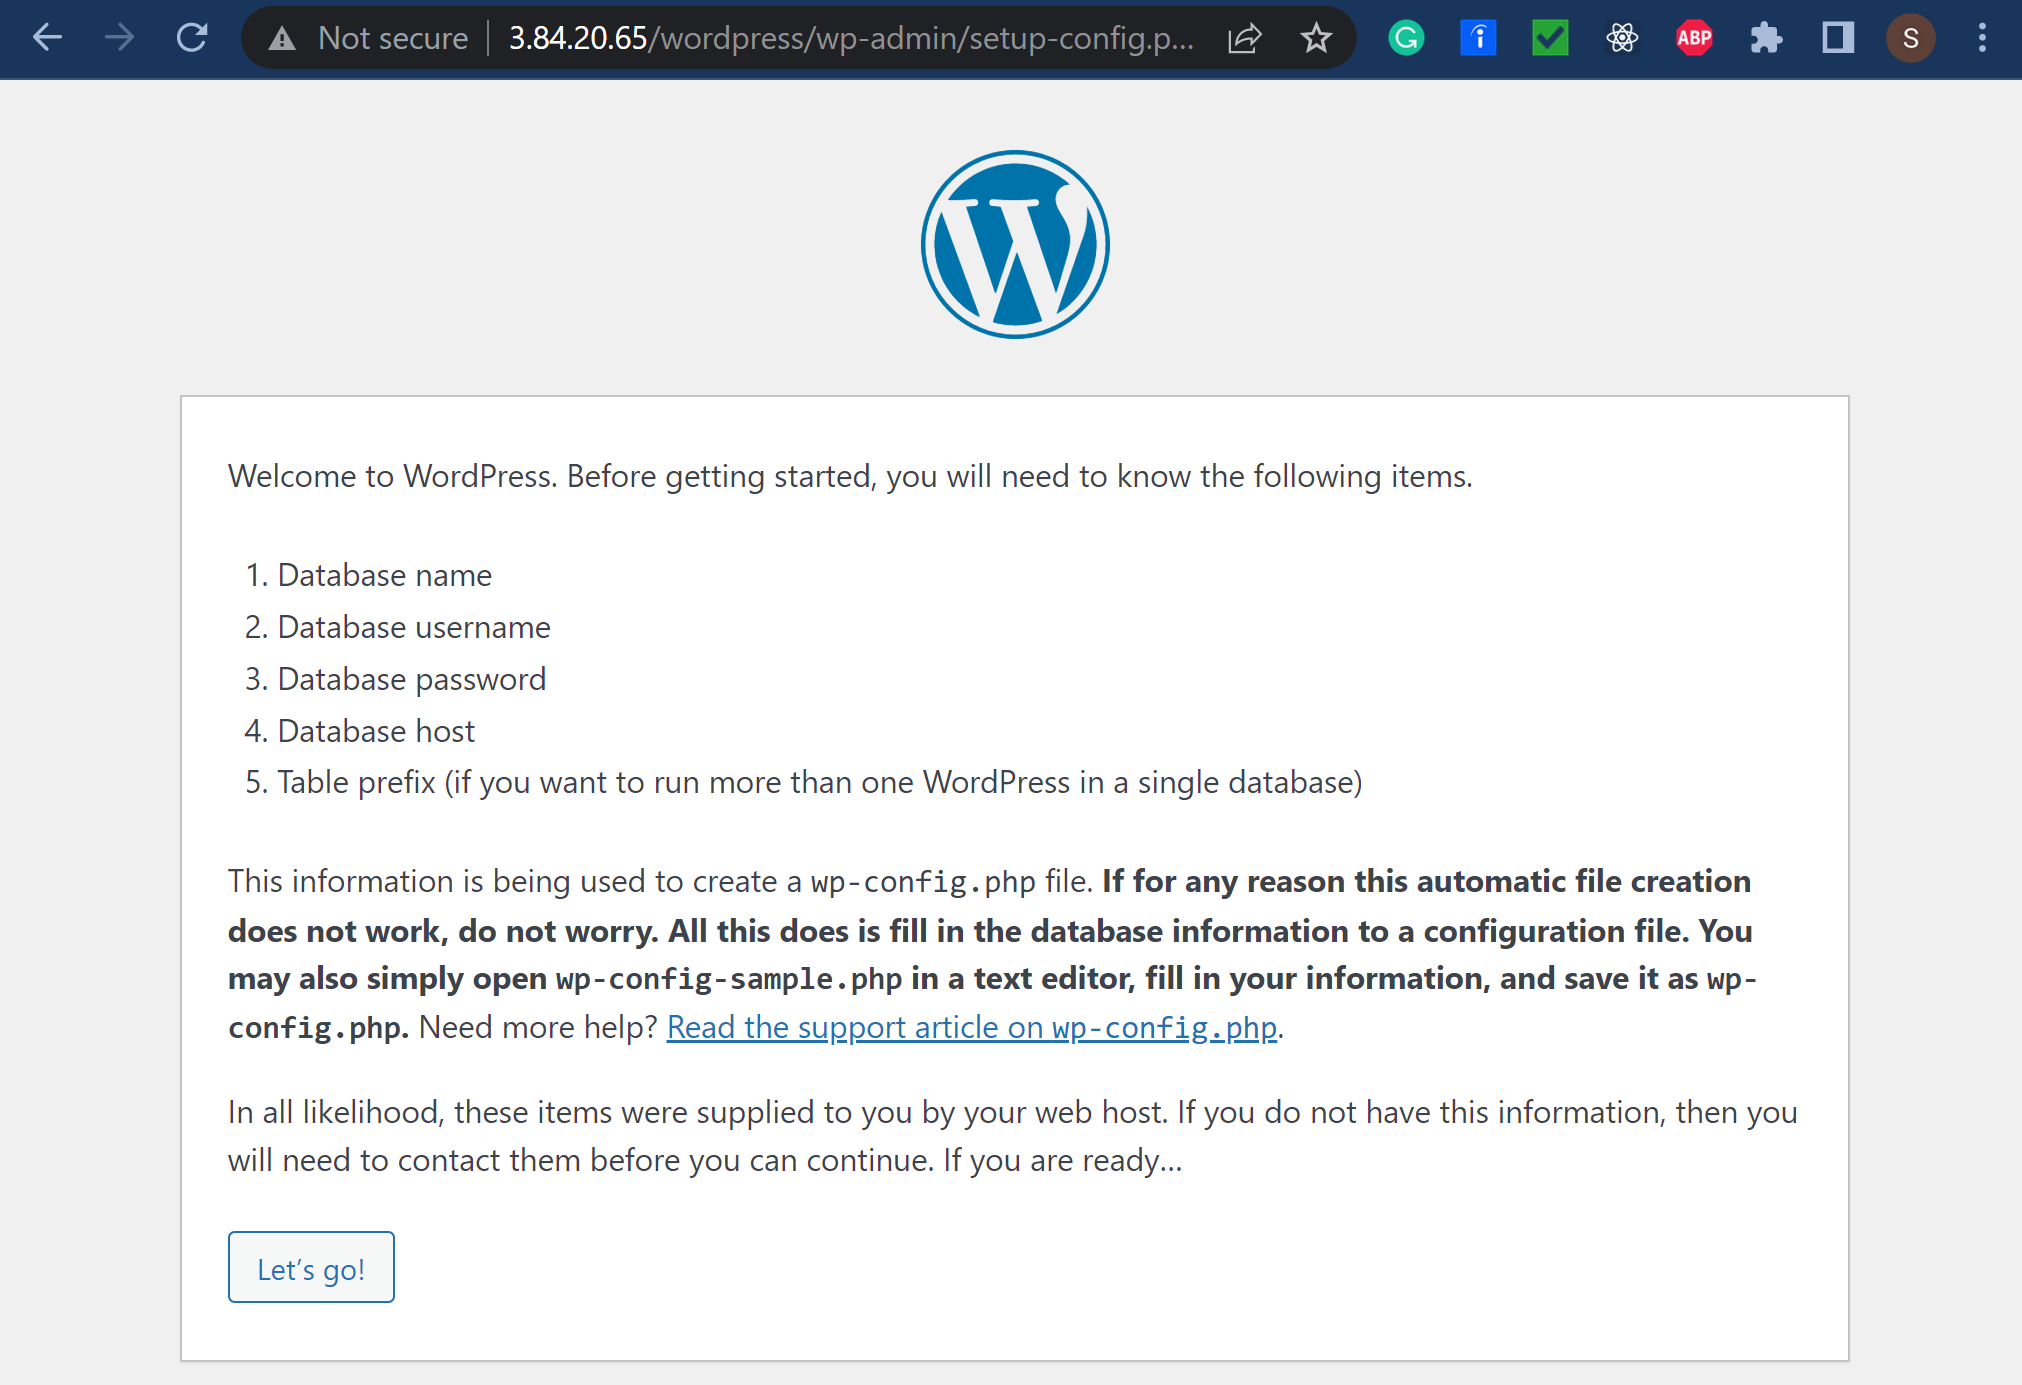 Not secure 3.84.20.65/wordpress/wp-admin/setup-config.p...
G i ABP S
W
Welcome to WordPress. Before getting started, you will need to know the following items.
1. Database name
2. Database username
3. Database password
4. Database host
5. Table prefix (if you want to run more than one WordPress in a single database)
This information is being used to create a wp-config.php file. If for any reason this automatic file creation
does not work, do not worry. All this does is fill in the database information to a configuration file. You
may also simply open wp-config-sample.php in a text editor, fill in your information, and save it as wp-
config.php. Need more help? Read the support article on wp-config.php.
In all likelihood, these items were supplied to you by your web host. If you do not have this information, then you
will need to contact them before you can continue. If you are ready…
Let’s go!